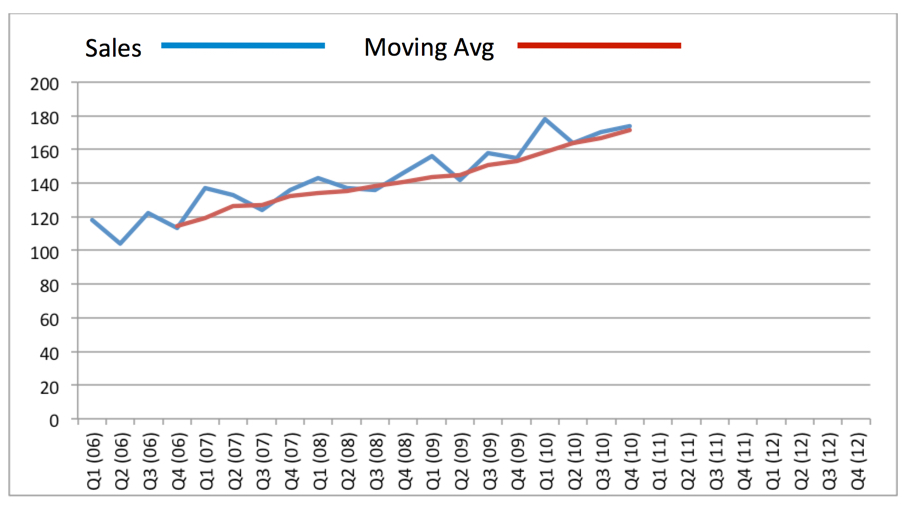 Sales Moving Avg
200
180
160
140
120
100
80
60
40
20
0
Q1 (06)
Q2 (06)
Q3 (06)
Q4 (06)
Q1 (07)
Q2 (07)
Q3 (07)
Q4 (07)
Q1 (08)
Q2 (08)
Q3 (08)
Q4 (08)
Q1 (09)
Q2 (09)
Q3 (09)
Q4 (09)
Q1 (10)
Q2 (10)
Q3 (10)
Q4 (10)
Q1 (11)
Q2 (11)
Q3 (11)
Q4 (11)
Q1 (12)
Q2 (12)
Q3 (12)
Q4 (12)